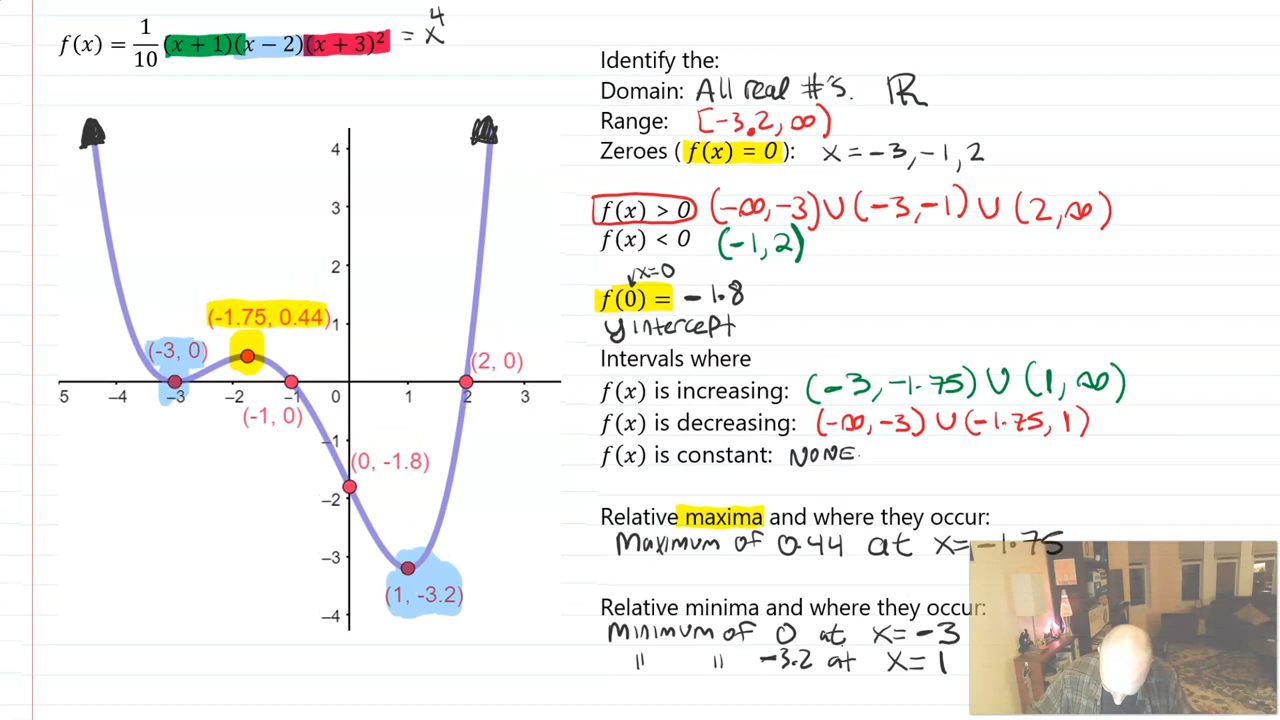 f(x) = 1/10 (x + 1)(x − 2)(x + 3)² = x⁴
Identify the:
Domain: All real #'s. ℝ
Range: [-3.2, ∞)
Zeroes ( f(x) = 0 ): x = -3, -1, 2
f(x) > 0 (-∞, -3) ∪ (-3, -1) ∪ (2, ∞)
f(x) < 0 (-1, 2)
x=0
f(0) = -1.8
y intercept
Intervals where
f(x) is increasing: (-3, -1.75) ∪ (1, ∞)
f(x) is decreasing: (-∞, -3) ∪ (-1.75, 1)
f(x) is constant: NONE.
Relative maxima and where they occur:
Maximum of 0.44 at x = -1.75
Relative minima and where they occur:
Minimum of 0 at x = -3
" " -3.2 at x = 1
4
3
2
(-1.75, 0.44) 1
(-3, 0) (2, 0)
5 −4 −3 −2 −1 0 1 2 3
(-1, 0)
−1
(0, -1.8)
−2
−3
(1, -3.2)
−4